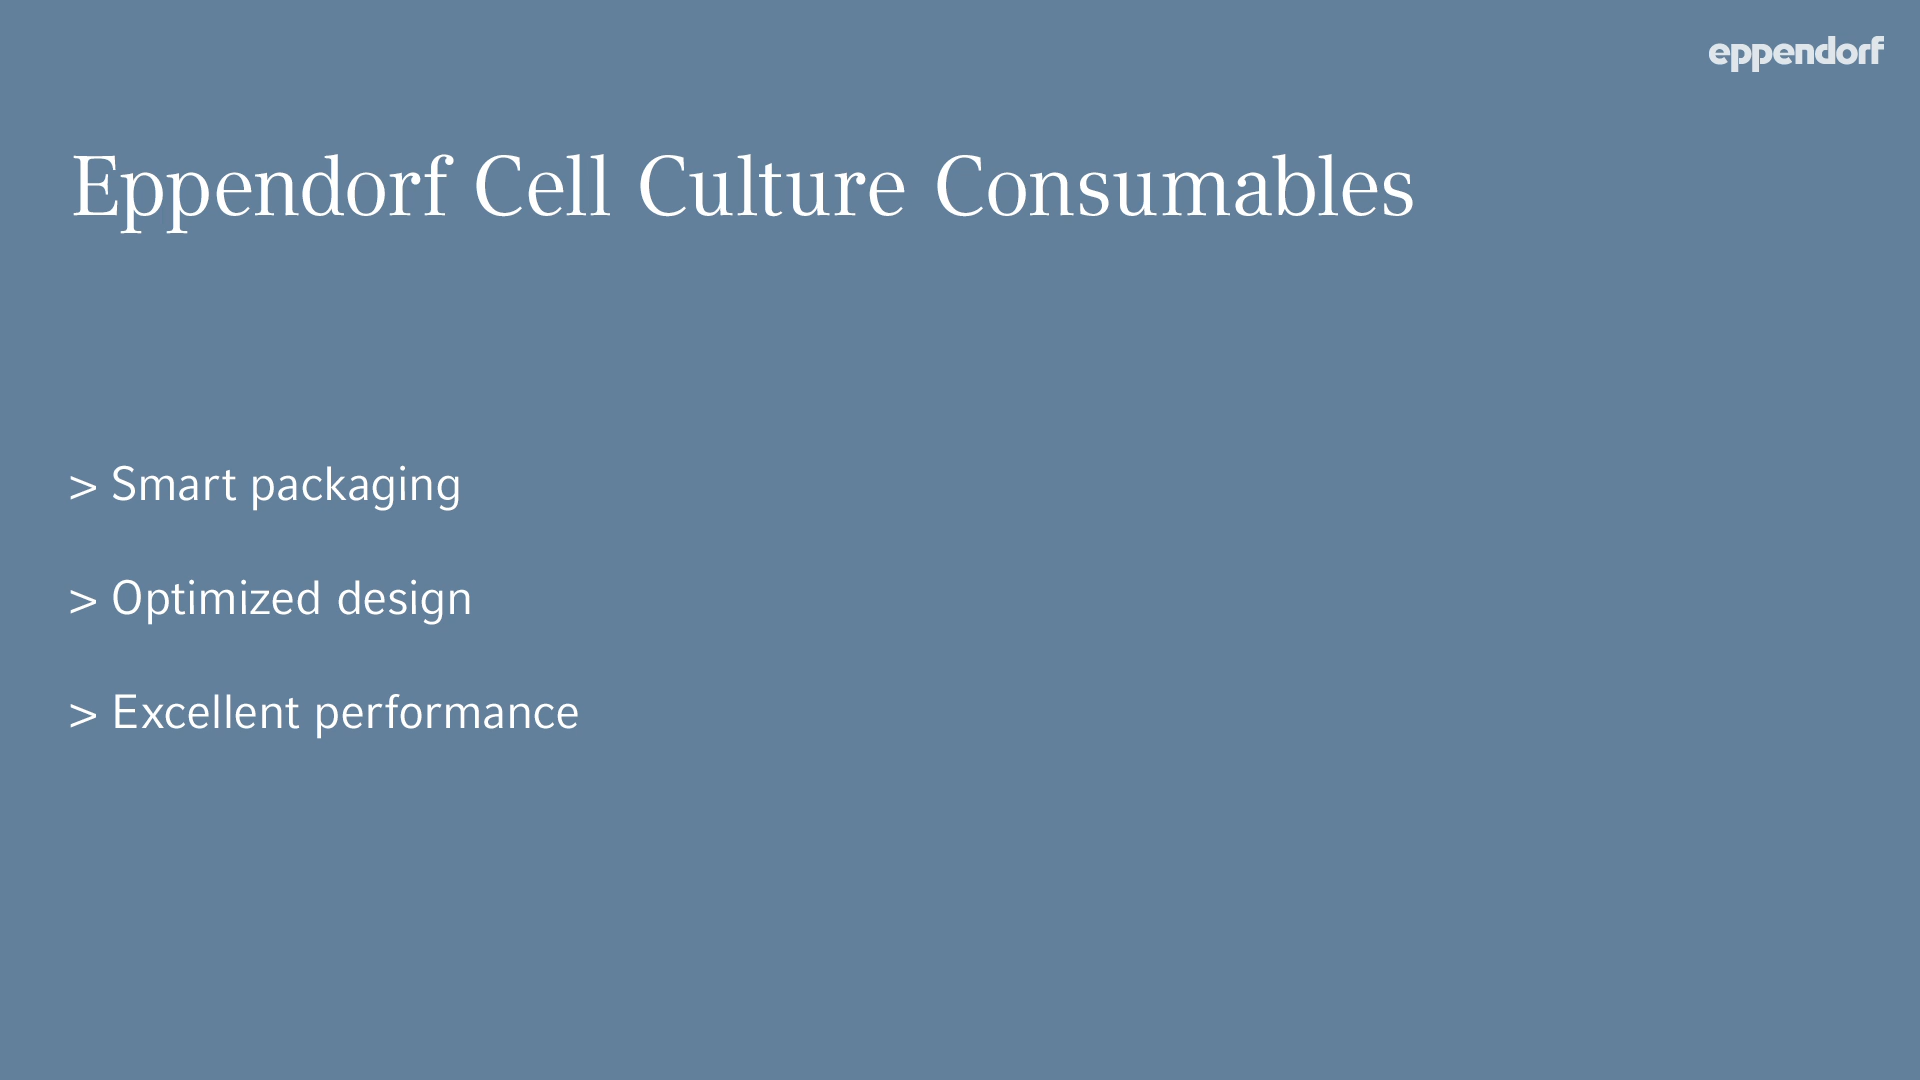 eppendorf
Eppendorf Cell Culture Consumables
> Smart packaging
> Optimized design
> Excellent performance